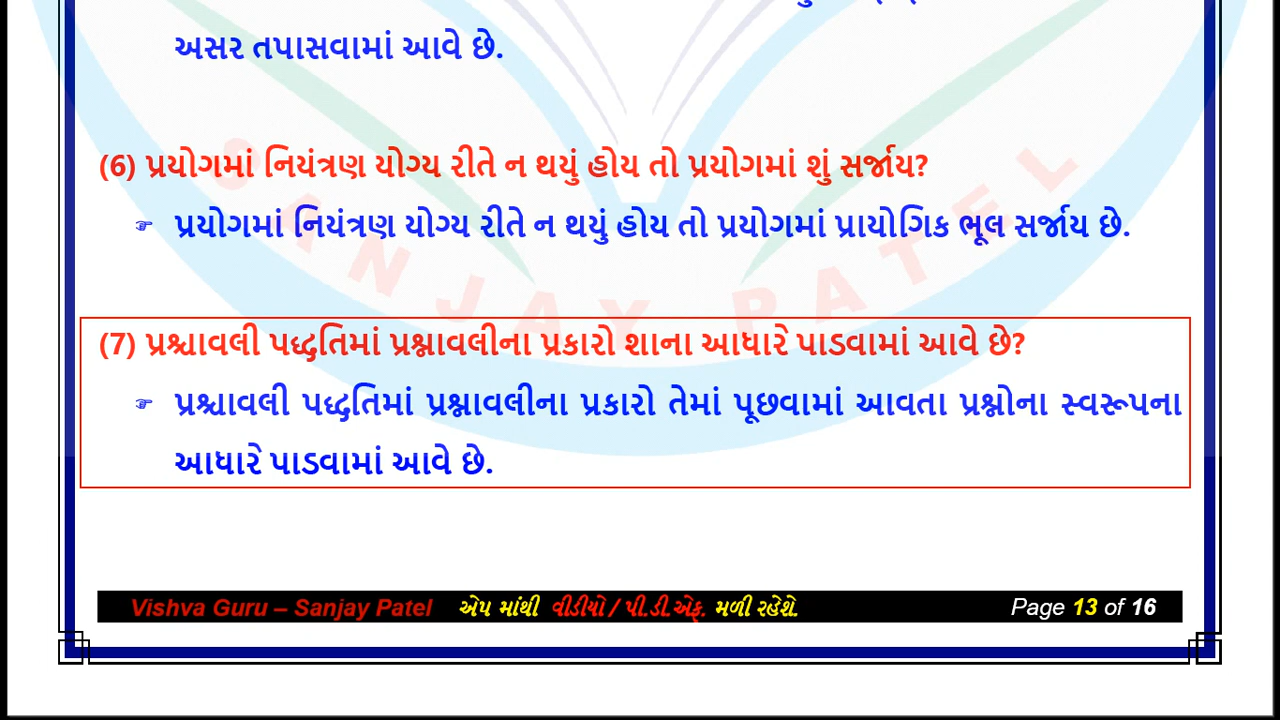 અસર તપાસવામાં આવે છે.
(6) પ્રયોગમાં નિયંત્રણ યોગ્ય રીતે ન થયું હોય તો પ્રયોગમાં શું સર્જાય?
☞ પ્રયોગમાં નિયંત્રણ યોગ્ય રીતે ન થયું હોય તો પ્રયોગમાં પ્રાયોગિક ભૂલ સર્જાય છે.
SANJAY PATEL
(7) પ્રશ્નાવલી પદ્ધતિમાં પ્રશ્નાવલીના પ્રકારો શાના આધારે પાડવામાં આવે છે?
☞ પ્રશ્નાવલી પદ્ધતિમાં પ્રશ્નાવલીના પ્રકારો તેમાં પૂછવામાં આવતા પ્રશ્નોના સ્વરૂપના
આધારે પાડવામાં આવે છે.
Vishva Guru – Sanjay Patel એપ માંથી વીડીયો / પી.ડી.એફ. મળી રહેશે. Page 13 of 16